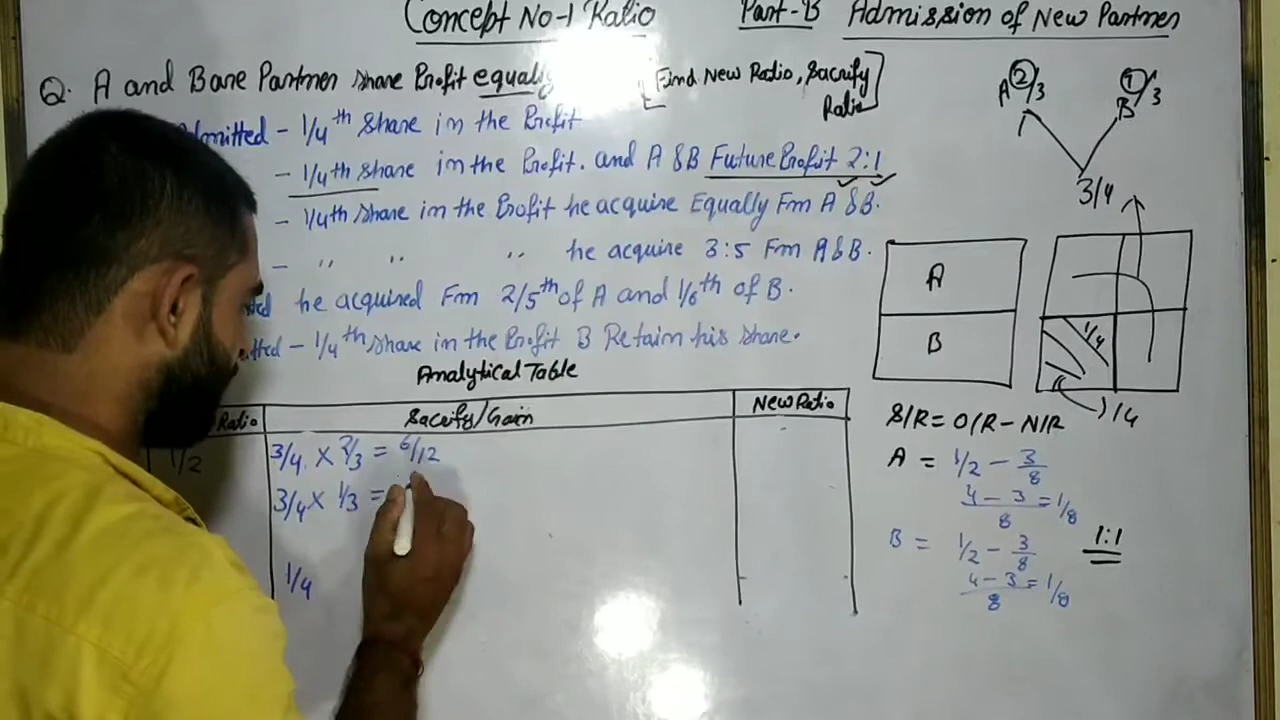 Concept No-1 Ratio Part-B Admission of New Partner
Q. A and B are Partner share Profit equally [Find New Ratio, Sacrify Ratio]
dmitted - 1/4th Share in the Profit
- 1/4th share in the Profit. and A & B Future Profit 2:1
- 1/4th share in the Profit he acquire Equally Fm A & B.
- ,, ,, ,, he acquire 3:5 Fm A & B.
he acquired Fm 2/5th of A and 1/6th of B.
tted - 1/4th share in the Profit B Retain his share.
Analytical Table
Ratio Sacrify/Gain New Ratio
1/2 3/4 X 2/3 = 6/12
3/4 X 1/3 =
1/4
A 2/3 B 1/3
3/4
A
B
1/4
1/4
S/R = O/R - N/R
A = 1/2 - 3/8
4 - 3 = 1/8
8
B = 1/2 - 3/8
4 - 3 = 1/8
8
1:1